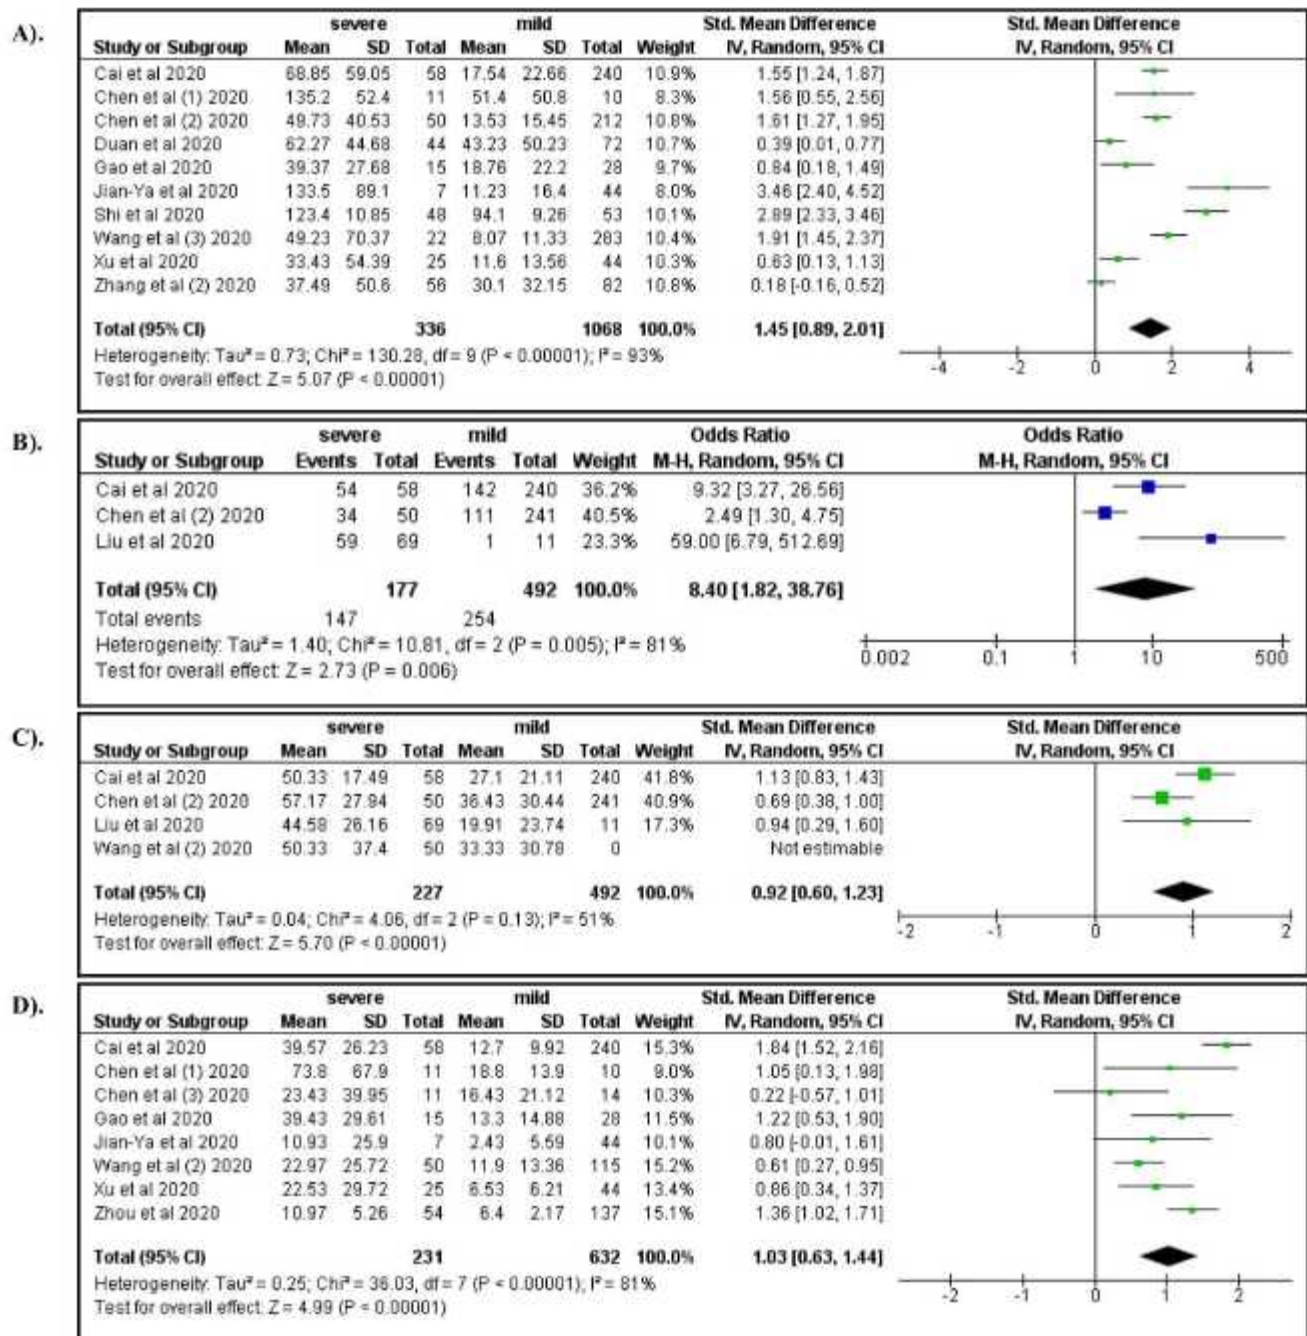 A).
severe mild Std. Mean Difference Std. Mean Difference
Study or Subgroup Mean SD Total Mean SD Total Weight IV, Random, 95% CI IV, Random, 95% CI
Cai et al 2020 68.85 59.05 58 17.54 22.66 240 10.9% 1.55 [1.24, 1.87]
Chen et al (1) 2020 135.2 52.4 11 51.4 50.8 10 8.3% 1.56 [0.55, 2.56]
Chen et al (2) 2020 49.73 40.53 50 13.53 15.45 212 10.8% 1.61 [1.27, 1.95]
Duan et al 2020 62.27 44.68 44 43.23 50.23 72 10.7% 0.39 [0.01, 0.77]
Gao et al 2020 39.37 27.68 15 18.76 22.2 28 9.7% 0.84 [0.18, 1.49]
Jian-Ya et al 2020 133.5 89.1 7 11.23 16.4 44 8.0% 3.46 [2.40, 4.52]
Shi et al 2020 123.4 10.85 48 94.1 9.26 53 10.1% 2.89 [2.33, 3.46]
Wang et al (3) 2020 49.23 70.37 22 8.07 11.33 283 10.4% 1.91 [1.45, 2.37]
Xu et al 2020 33.43 54.39 25 11.6 13.56 44 10.3% 0.63 [0.13, 1.13]
Zhang et al (2) 2020 37.49 50.6 56 30.1 32.15 82 10.8% 0.18 [-0.16, 0.52]
Total (95% CI) 336 1068 100.0% 1.45 [0.89, 2.01]
Heterogeneity: Tau² = 0.73; Chi² = 130.28, df = 9 (P < 0.00001); I² = 93%
Test for overall effect: Z = 5.07 (P < 0.00001)
-4 -2 0 2 4
B).
severe mild Odds Ratio Odds Ratio
Study or Subgroup Events Total Events Total Weight M-H, Random, 95% CI M-H, Random, 95% CI
Cai et al 2020 54 58 142 240 36.2% 9.32 [3.27, 26.56]
Chen et al (2) 2020 34 50 111 241 40.5% 2.49 [1.30, 4.75]
Liu et al 2020 59 69 1 11 23.3% 59.00 [6.79, 512.69]
Total (95% CI) 177 492 100.0% 8.40 [1.82, 38.76]
Total events 147 254
Heterogeneity: Tau² = 1.40; Chi² = 10.81, df = 2 (P = 0.005); I² = 81%
Test for overall effect: Z = 2.73 (P = 0.006)
0.002 0.1 1 10 500
C).
severe mild Std. Mean Difference Std. Mean Difference
Study or Subgroup Mean SD Total Mean SD Total Weight IV, Random, 95% CI IV, Random, 95% CI
Cai et al 2020 50.33 17.49 58 27.1 21.11 240 41.8% 1.13 [0.83, 1.43]
Chen et al (2) 2020 57.17 27.94 50 36.43 30.44 241 40.9% 0.69 [0.38, 1.00]
Liu et al 2020 44.58 26.16 69 19.91 23.74 11 17.3% 0.94 [0.29, 1.60]
Wang et al (2) 2020 50.33 37.4 50 33.33 30.78 0 Not estimable
Total (95% CI) 227 492 100.0% 0.92 [0.60, 1.23]
Heterogeneity: Tau² = 0.04; Chi² = 4.06, df = 2 (P = 0.13); I² = 51%
Test for overall effect: Z = 5.70 (P < 0.00001)
-2 -1 0 1 2
D).
severe mild Std. Mean Difference Std. Mean Difference
Study or Subgroup Mean SD Total Mean SD Total Weight IV, Random, 95% CI IV, Random, 95% CI
Cai et al 2020 39.57 26.23 58 12.7 9.92 240 15.3% 1.84 [1.52, 2.16]
Chen et al (1) 2020 73.8 67.9 11 18.8 13.9 10 9.0% 1.05 [0.13, 1.98]
Chen et al (3) 2020 23.43 39.95 11 16.43 21.12 14 10.3% 0.22 [-0.57, 1.01]
Gao et al 2020 39.43 29.61 15 13.3 14.88 28 11.5% 1.22 [0.53, 1.90]
Jian-Ya et al 2020 10.93 25.9 7 2.43 5.59 44 10.1% 0.80 [-0.01, 1.61]
Wang et al (2) 2020 22.97 25.72 50 11.9 13.36 115 15.2% 0.61 [0.27, 0.95]
Xu et al 2020 22.53 29.72 25 6.53 6.21 44 13.4% 0.86 [0.34, 1.37]
Zhou et al 2020 10.97 5.26 54 6.4 2.17 137 15.1% 1.36 [1.02, 1.71]
Total (95% CI) 231 632 100.0% 1.03 [0.63, 1.44]
Heterogeneity: Tau² = 0.25; Chi² = 36.03, df = 7 (P < 0.00001); I² = 81%
Test for overall effect: Z = 4.99 (P < 0.00001)
-2 -1 0 1 2